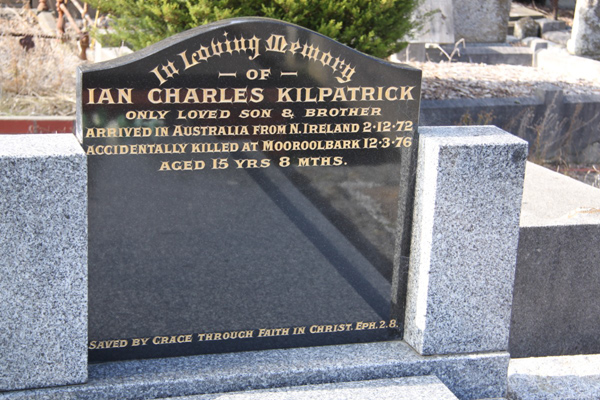 In Loving Memory
— OF —
IAN CHARLES KILPATRICK
ONLY LOVED SON & BROTHER
ARRIVED IN AUSTRALIA FROM N. IRELAND 2·12·72
ACCIDENTALLY KILLED AT MOOROOLBARK 12·3·76
AGED 15 YRS 8 MTHS.
SAVED BY GRACE THROUGH FAITH IN CHRIST. EPH. 2.8.